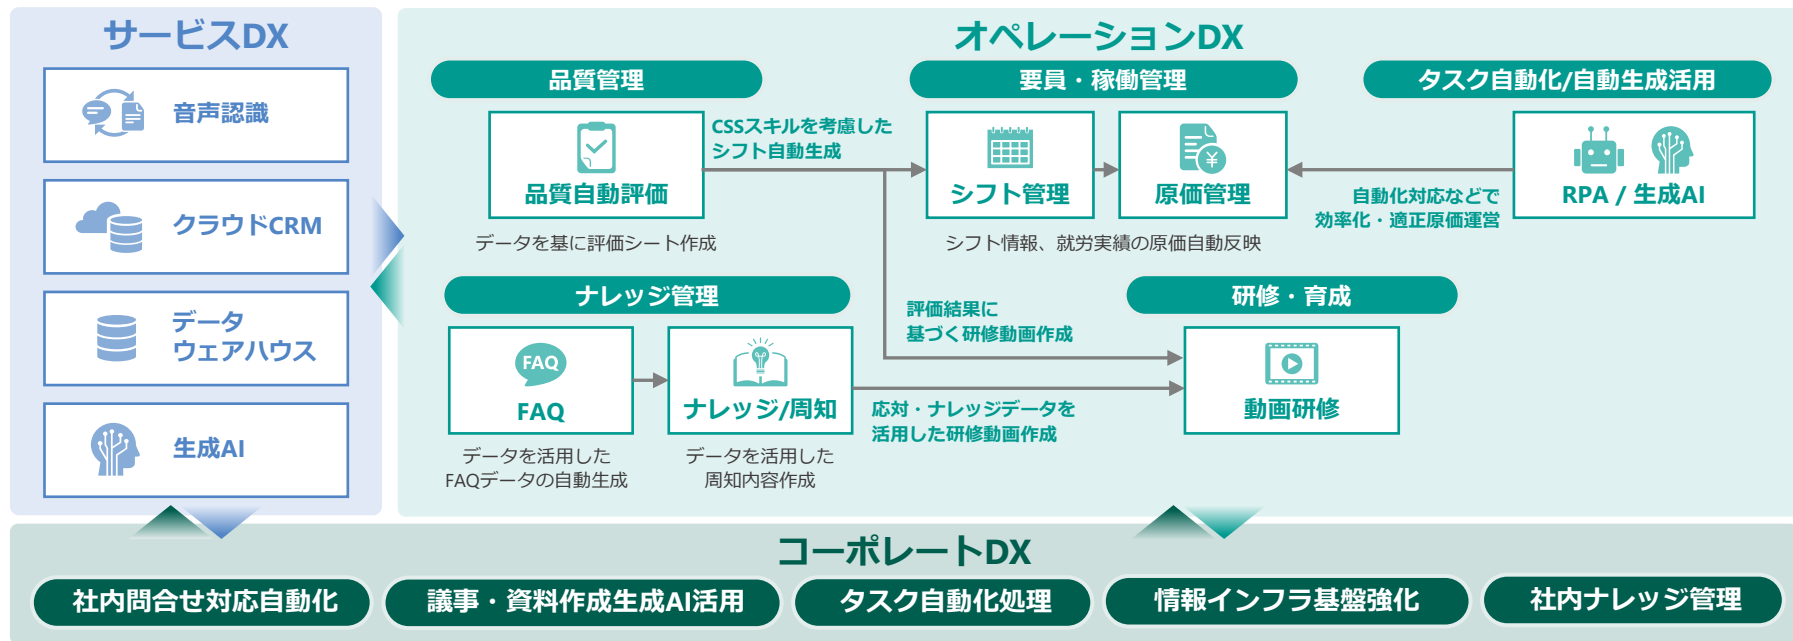 サービスDX
音声認識
クラウドCRM
データ
ウェアハウス
生成AI
オペレーションDX
品質管理
品質自動評価
データを基に評価シート作成
CSSスキルを考慮した
シフト自動生成
要員・稼働管理
シフト管理
原価管理
シフト情報、就労実績の原価自動反映
タスク自動化/自動生成活用
RPA / 生成AI
自動化対応などで
効率化・適正原価運営
ナレッジ管理
FAQ
FAQ
データを活用した
FAQデータの自動生成
ナレッジ/周知
データを活用した
周知内容作成
評価結果に
基づく研修動画作成
応対・ナレッジデータを
活用した研修動画作成
研修・育成
動画研修
コーポレートDX
社内問合せ対応自動化
議事・資料作成生成AI活用
タスク自動化処理
情報インフラ基盤強化
社内ナレッジ管理